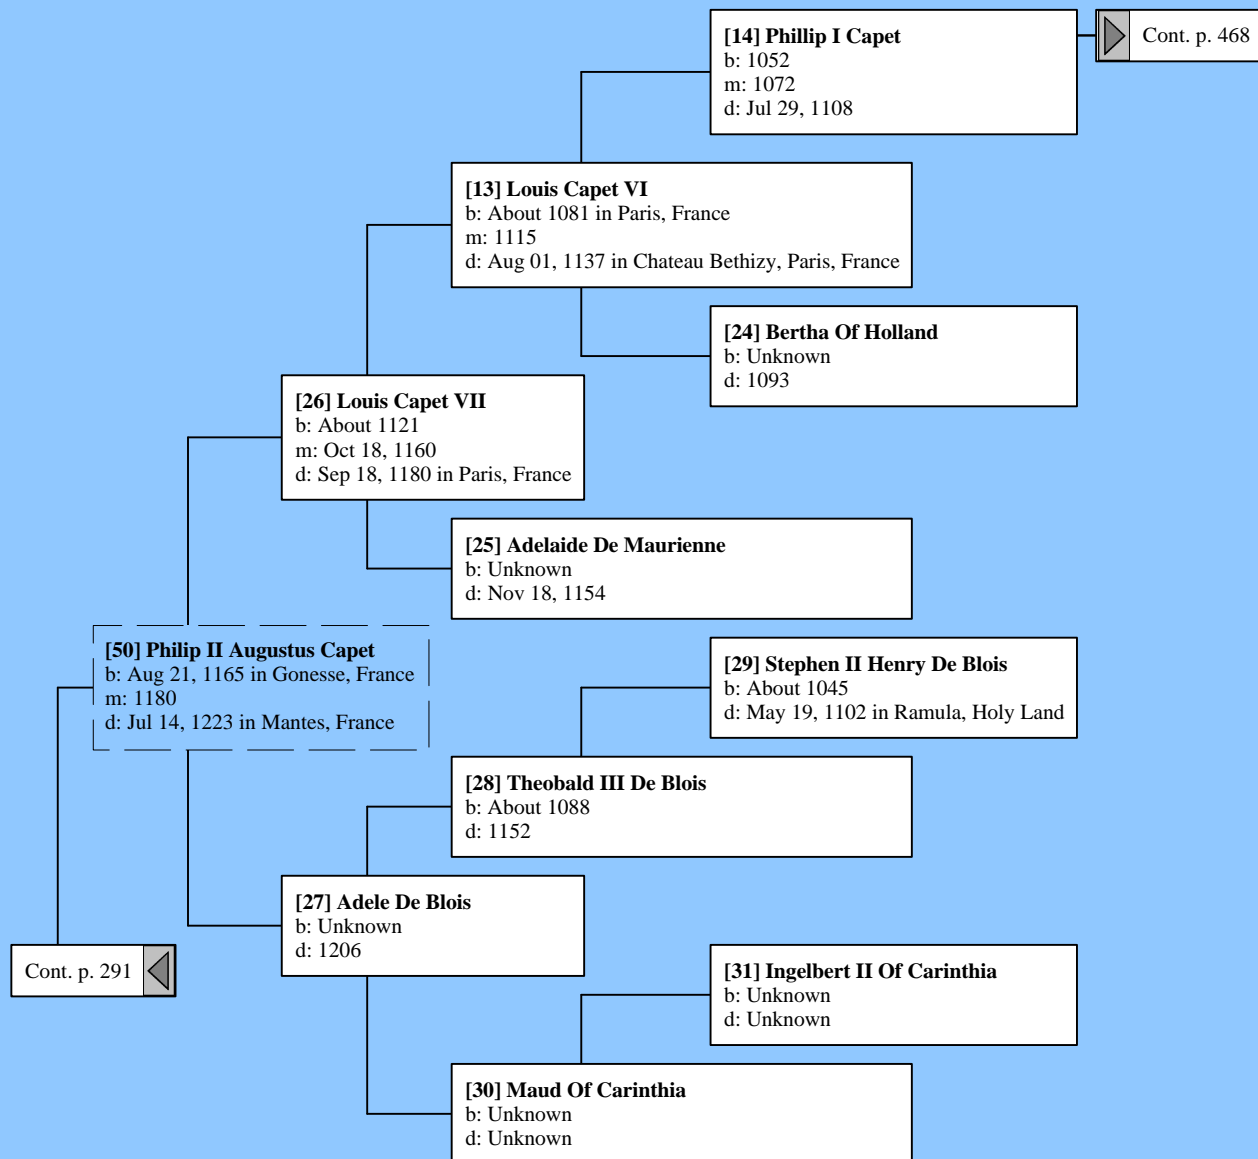 [14] Phillip I Capet
b: 1052
m: 1072
d: Jul 29, 1108
Cont. p. 468
[13] Louis Capet VI
b: About 1081 in Paris, France
m: 1115
d: Aug 01, 1137 in Chateau Bethizy, Paris, France
[24] Bertha Of Holland
b: Unknown
d: 1093
[26] Louis Capet VII
b: About 1121
m: Oct 18, 1160
d: Sep 18, 1180 in Paris, France
[25] Adelaide De Maurienne
b: Unknown
d: Nov 18, 1154
[50] Philip II Augustus Capet
b: Aug 21, 1165 in Gonesse, France
m: 1180
d: Jul 14, 1223 in Mantes, France
[29] Stephen II Henry De Blois
b: About 1045
d: May 19, 1102 in Ramula, Holy Land
[28] Theobald III De Blois
b: About 1088
d: 1152
[27] Adele De Blois
b: Unknown
d: 1206
Cont. p. 291
[31] Ingelbert II Of Carinthia
b: Unknown
d: Unknown
[30] Maud Of Carinthia
b: Unknown
d: Unknown